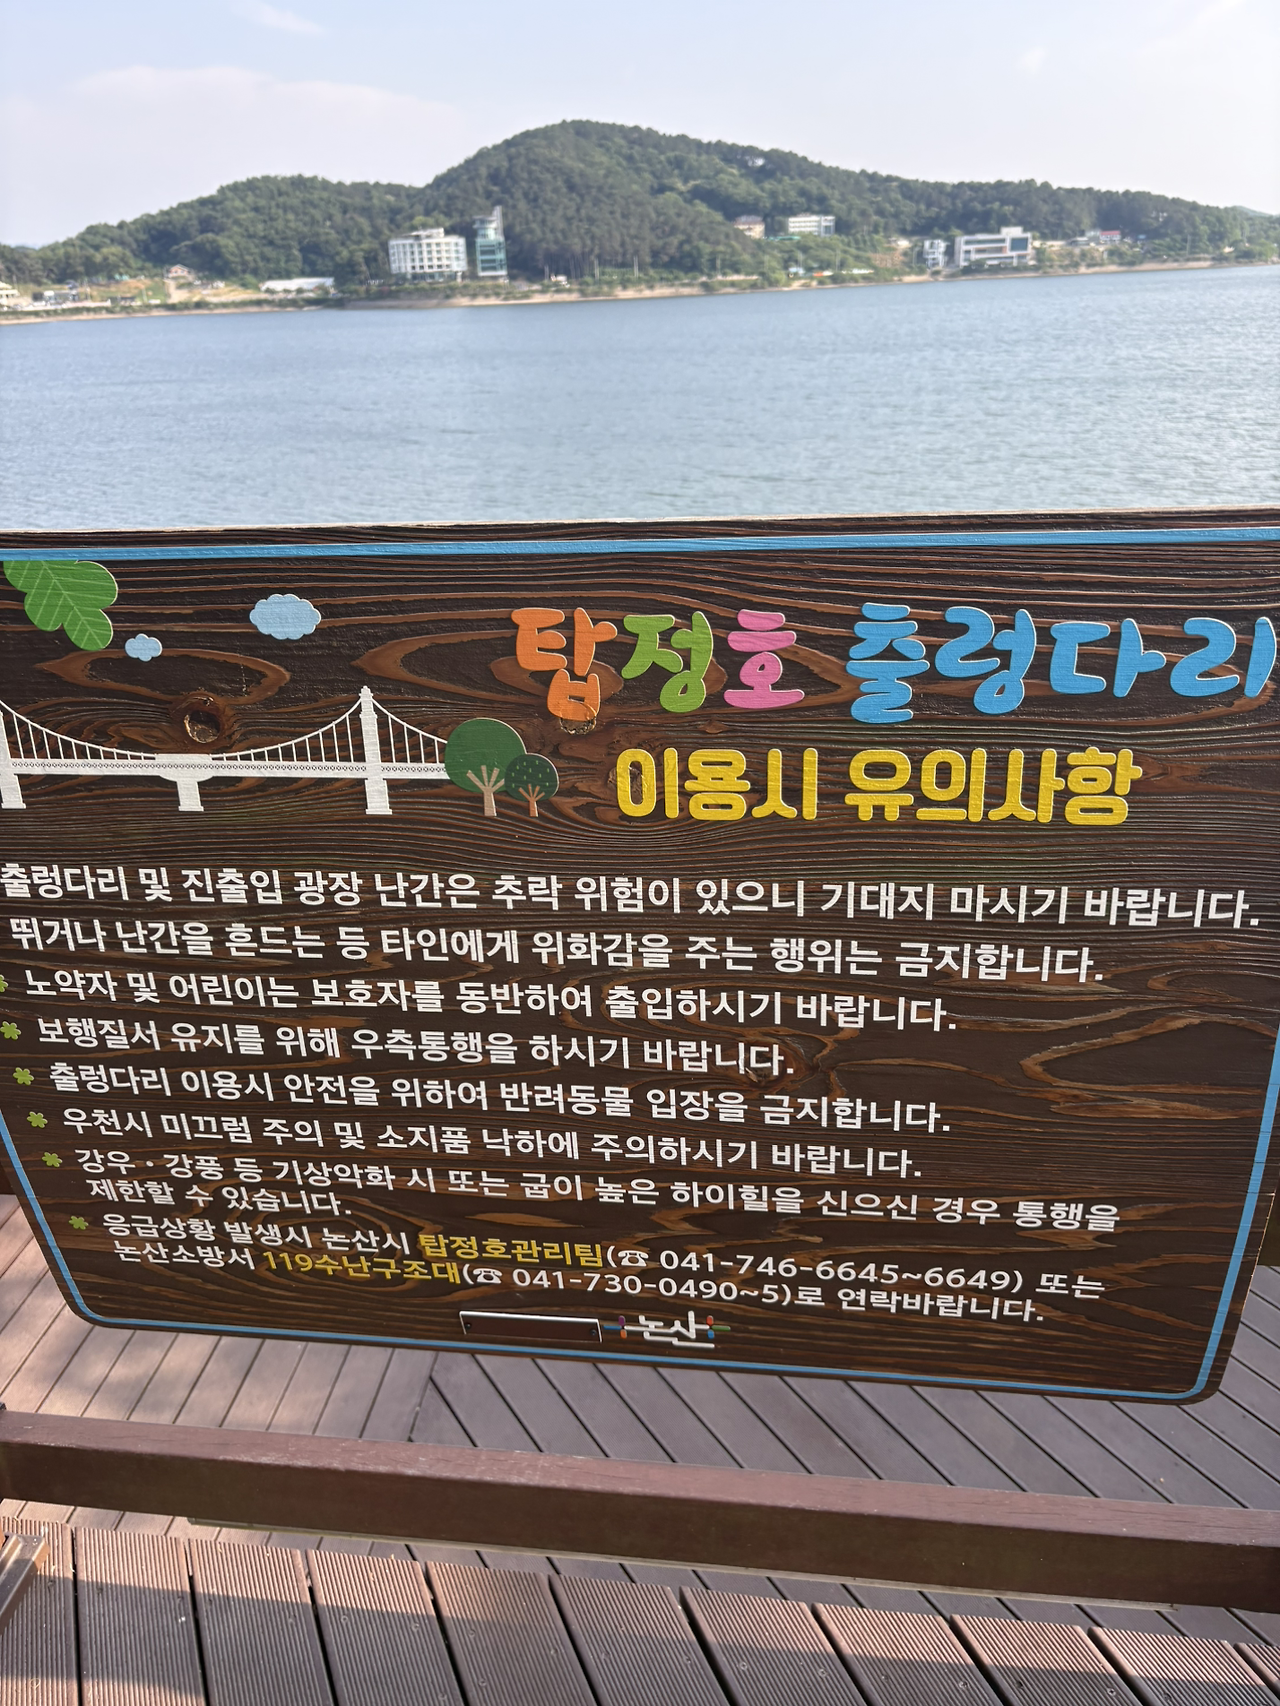 탑정호 출렁다리
이용시 유의사항
출렁다리 및 진출입 광장 난간은 추락 위험이 있으니 기대지 마시기 바랍니다.
뛰거나 난간을 흔드는 등 타인에게 위화감을 주는 행위는 금지합니다.
노약자 및 어린이는 보호자를 동반하여 출입하시기 바랍니다.
보행질서 유지를 위해 우측통행을 하시기 바랍니다.
출렁다리 이용시 안전을 위하여 반려동물 입장을 금지합니다.
우천시 미끄럼 주의 및 소지품 낙하에 주의하시기 바랍니다.
강우·강풍 등 기상악화 시 또는 굽이 높은 하이힐을 신으신 경우 통행을
제한할 수 있습니다.
응급상황 발생시 논산시 탑정호관리팀(☎ 041-746-6645~6649) 또는
논산소방서 119수난구조대(☎ 041-730-0490~5)로 연락바랍니다.
논산